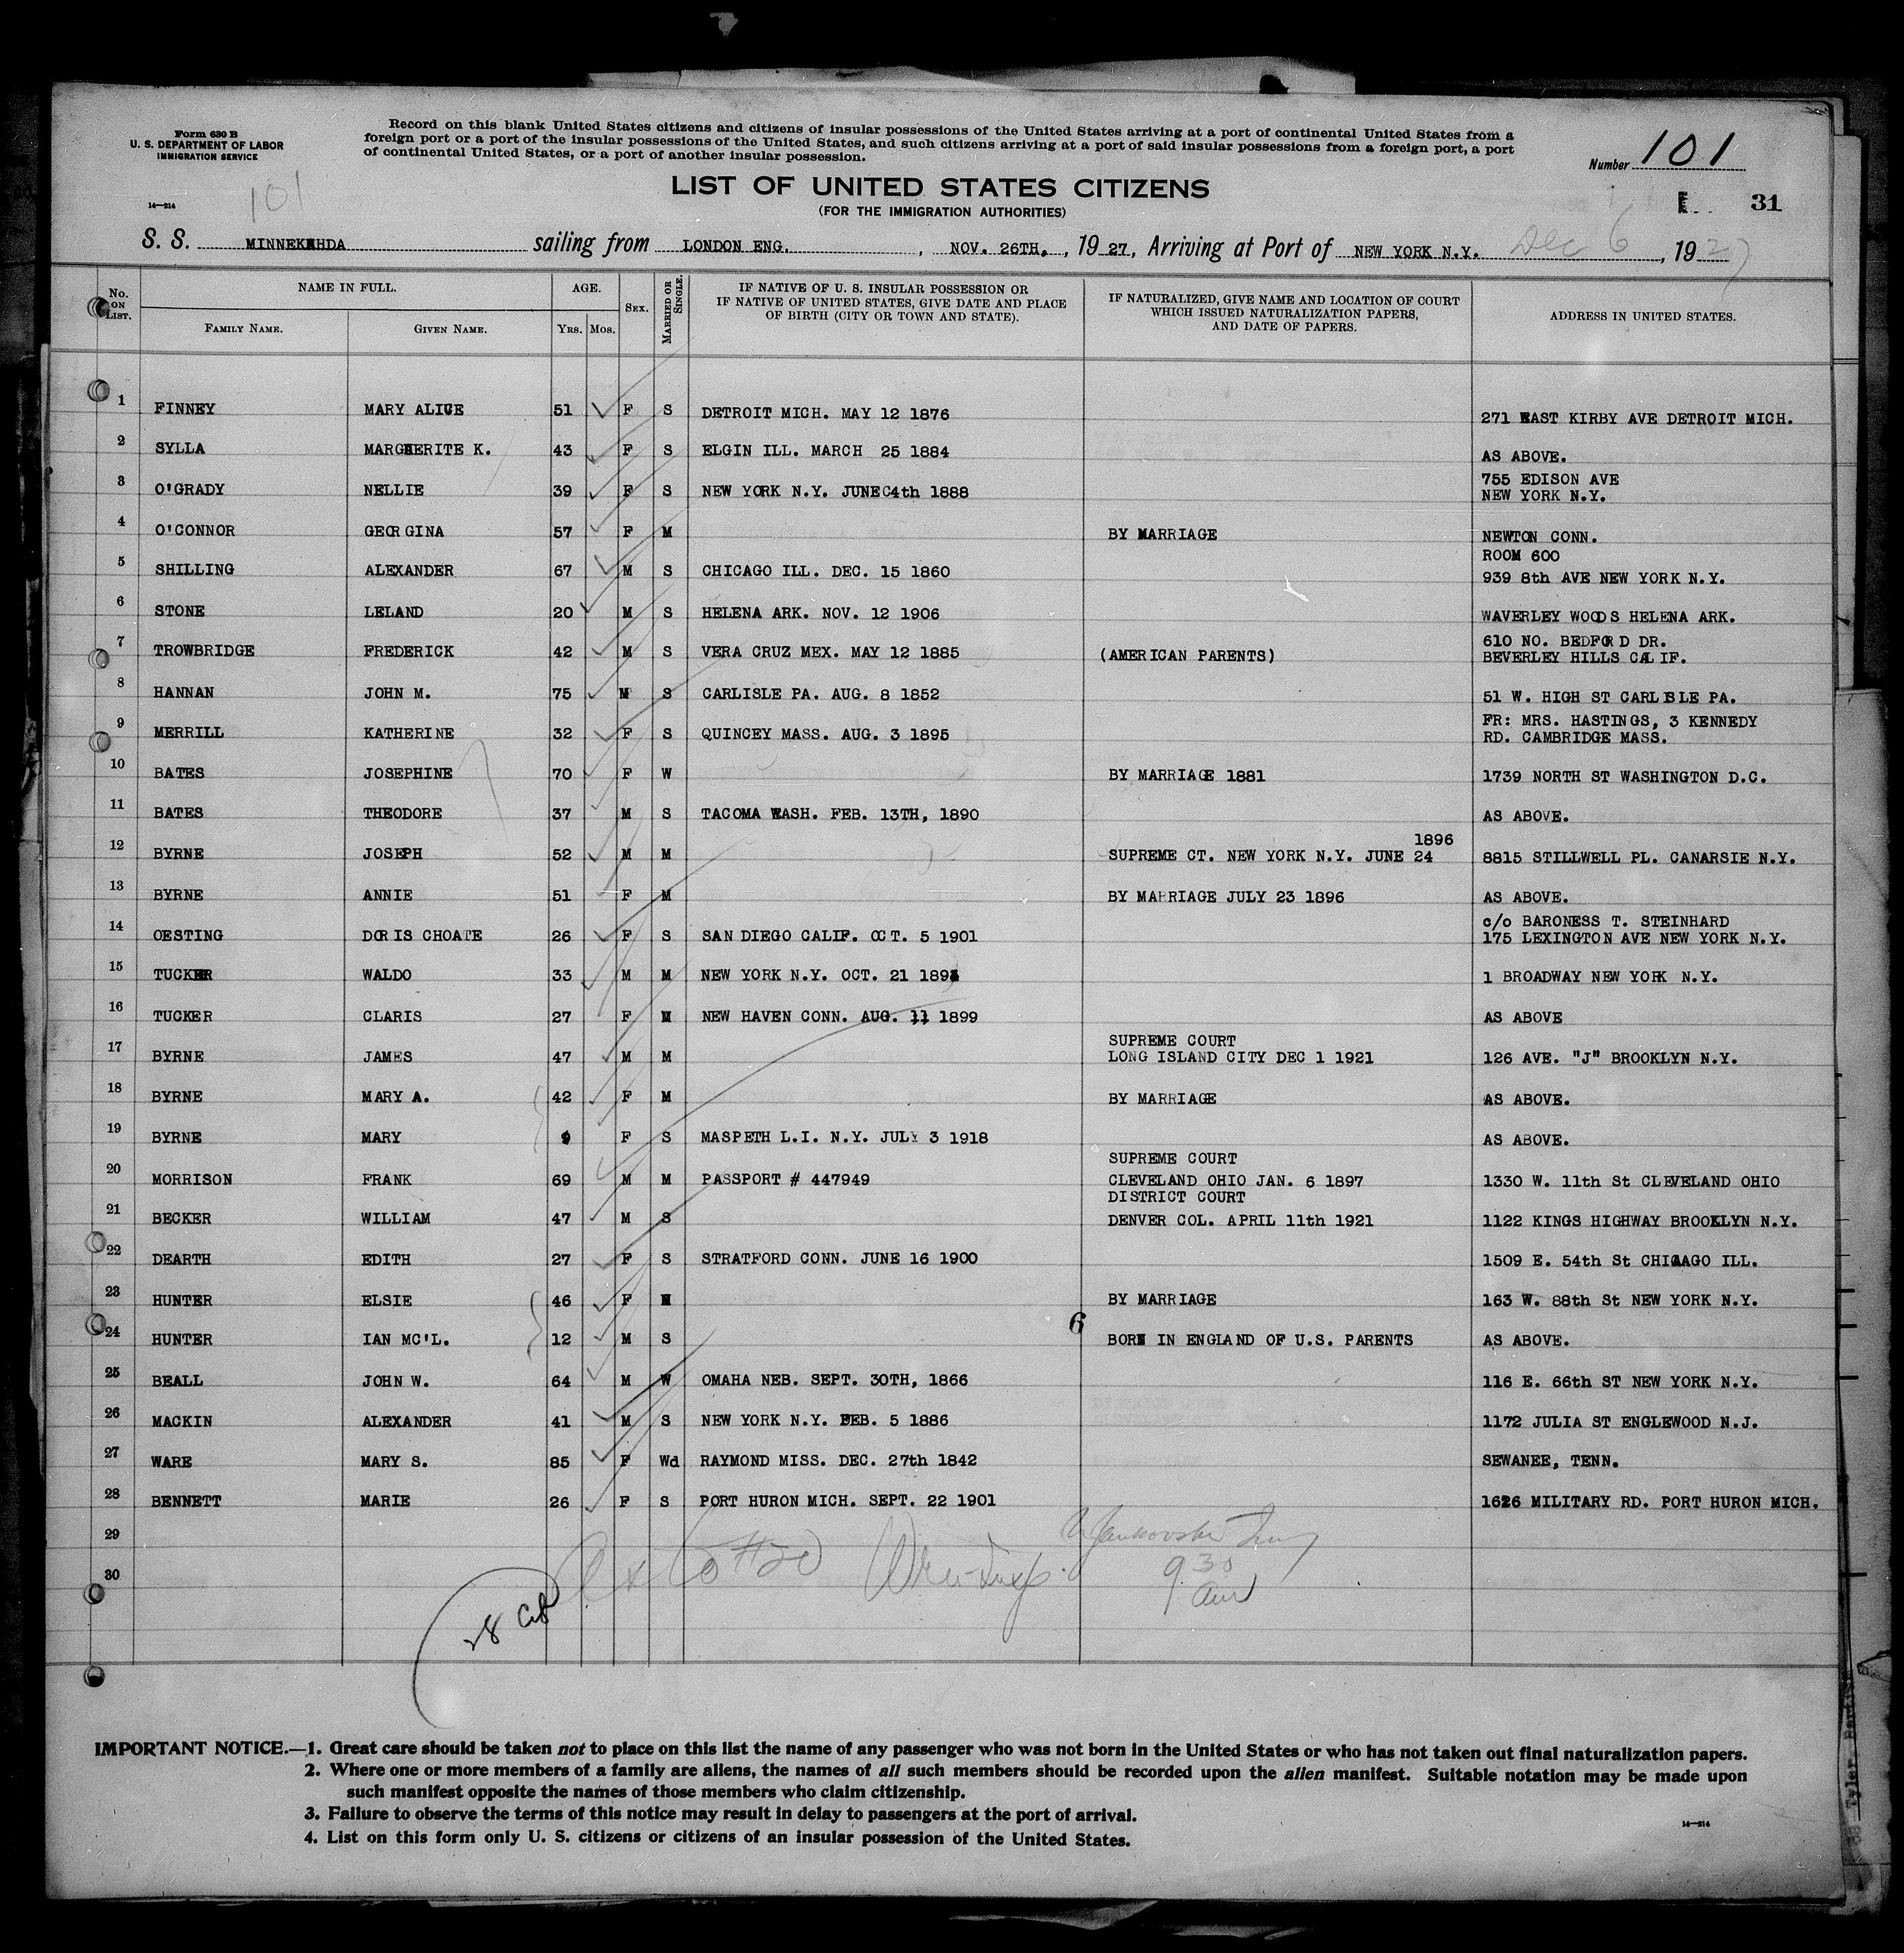 Form 630 B
U. S. DEPARTMENT OF LABOR
IMMIGRATION SERVICE
14—214
101
Record on this blank United States citizens and citizens of insular possessions of the United States arriving at a port of continental United States from a
foreign port or a port of the insular possessions of the United States, and such citizens arriving at a port of said insular possessions from a foreign port, a port
of continental United States, or a port of another insular possession.
Number 101
LIST OF UNITED STATES CITIZENS
(FOR THE IMMIGRATION AUTHORITIES)
31
S. S. MINNEKAHDA sailing from LONDON ENG. , NOV. 26TH. , 1927, Arriving at Port of NEW YORK N.Y. Dec 6 , 1927
No. ON LIST. NAME IN FULL. FAMILY NAME. GIVEN NAME. AGE. Yrs. Mos. SEX. MARRIED OR SINGLE. IF NATIVE OF U. S. INSULAR POSSESSION OR IF NATIVE OF UNITED STATES, GIVE DATE AND PLACE OF BIRTH (CITY OR TOWN AND STATE). IF NATURALIZED, GIVE NAME AND LOCATION OF COURT WHICH ISSUED NATURALIZATION PAPERS, AND DATE OF PAPERS. ADDRESS IN UNITED STATES.
1 FINNEY MARY ALICE 51 F S DETROIT MICH. MAY 12 1876 271 EAST KIRBY AVE DETROIT MICH.
2 SYLLA MARGHERITE K. 43 F S ELGIN ILL. MARCH 25 1884 AS ABOVE.
3 O'GRADY NELLIE 39 F S NEW YORK N.Y. JUNE 4th 1888 755 EDISON AVE
NEW YORK N.Y.
4 O'CONNOR GEORGINA 57 F M BY MARRIAGE NEWTON CONN.
5 SHILLING ALEXANDER 67 M S CHICAGO ILL. DEC. 15 1860 ROOM 600
939 8th AVE NEW YORK N.Y.
6 STONE LELAND 20 M S HELENA ARK. NOV. 12 1906 WAVERLEY WOODS HELENA ARK.
7 TROWBRIDGE FREDERICK 42 M S VERA CRUZ MEX. MAY 12 1885 (AMERICAN PARENTS) 610 NO. BEDFORD DR.
BEVERLEY HILLS CALIF.
8 HANNAN JOHN M. 75 M S CARLISLE PA. AUG. 8 1852 51 W. HIGH ST CARLISLE PA.
9 MERRILL KATHERINE 32 F S QUINCEY MASS. AUG. 3 1895 FR: MRS. HASTINGS, 3 KENNEDY
RD. CAMBRIDGE MASS.
10 BATES JOSEPHINE 70 F W BY MARRIAGE 1881 1739 NORTH ST WASHINGTON D.C.
11 BATES THEODORE 37 M S TACOMA WASH. FEB. 13TH, 1890 AS ABOVE.
1896
12 BYRNE JOSEPH 52 M M SUPREME CT. NEW YORK N.Y. JUNE 24 8815 STILLWELL PL. CANARSIE N.Y.
13 BYRNE ANNIE 51 F M BY MARRIAGE JULY 23 1896 AS ABOVE.
14 OESTING DORIS CHOATE 26 F S SAN DIEGO CALIF. OCT. 5 1901 c/o BARONESS T. STEINHARD
175 LEXINGTON AVE NEW YORK N.Y.
15 TUCKER WALDO 33 M M NEW YORK N.Y. OCT. 21 1 BROADWAY NEW YORK N.Y.
16 TUCKER CLARIS 27 F M NEW HAVEN CONN. AUG. 11 1899 AS ABOVE
SUPREME COURT
17 BYRNE JAMES 47 M M LONG ISLAND CITY DEC 1 1921 126 AVE. "J" BROOKLYN N.Y.
18 BYRNE MARY A. 42 F M BY MARRIAGE AS ABOVE.
19 BYRNE MARY 9 F S MASPETH L.I. N.Y. JULY 3 1918 AS ABOVE.
SUPREME COURT
20 MORRISON FRANK 69 M M PASSPORT # 447949 CLEVELAND OHIO JAN. 6 1897 1330 W. 11th St CLEVELAND OHIO
DISTRICT COURT
21 BECKER WILLIAM 47 M S DENVER COL. APRIL 11th 1921 1122 KINGS HIGHWAY BROOKLYN N.Y.
22 DEARTH EDITH 27 F S STRATFORD CONN. JUNE 16 1900 1509 E. 54th St CHICAGO ILL.
23 HUNTER ELSIE 46 F M BY MARRIAGE 163 W. 88th St NEW YORK N.Y.
6
24 HUNTER IAN MC'L. 12 M S BORN IN ENGLAND OF U.S. PARENTS AS ABOVE.
25 BEALL JOHN W. 64 M W OMAHA NEB. SEPT. 30TH, 1866 116 E. 66th ST NEW YORK N.Y.
26 MACKIN ALEXANDER 41 M S NEW YORK N.Y. FEB. 5 1886 1172 JULIA ST ENGLEWOOD N.J.
27 WARE MARY S. 85 F Wd RAYMOND MISS. DEC. 27th 1842 SEWANEE, TENN.
28 BENNETT MARIE 26 F S PORT HURON MICH. SEPT. 22 1901 1626 MILITARY RD. PORT HURON MICH.
29
30
#20
9 30
am
28
IMPORTANT NOTICE.—1. Great care should be taken not to place on this list the name of any passenger who was not born in the United States or who has not taken out final naturalization papers.
2. Where one or more members of a family are aliens, the names of all such members should be recorded upon the alien manifest. Suitable notation may be made upon
such manifest opposite the names of those members who claim citizenship.
3. Failure to observe the terms of this notice may result in delay to passengers at the port of arrival.
4. List on this form only U. S. citizens or citizens of an insular possession of the United States.
14—214